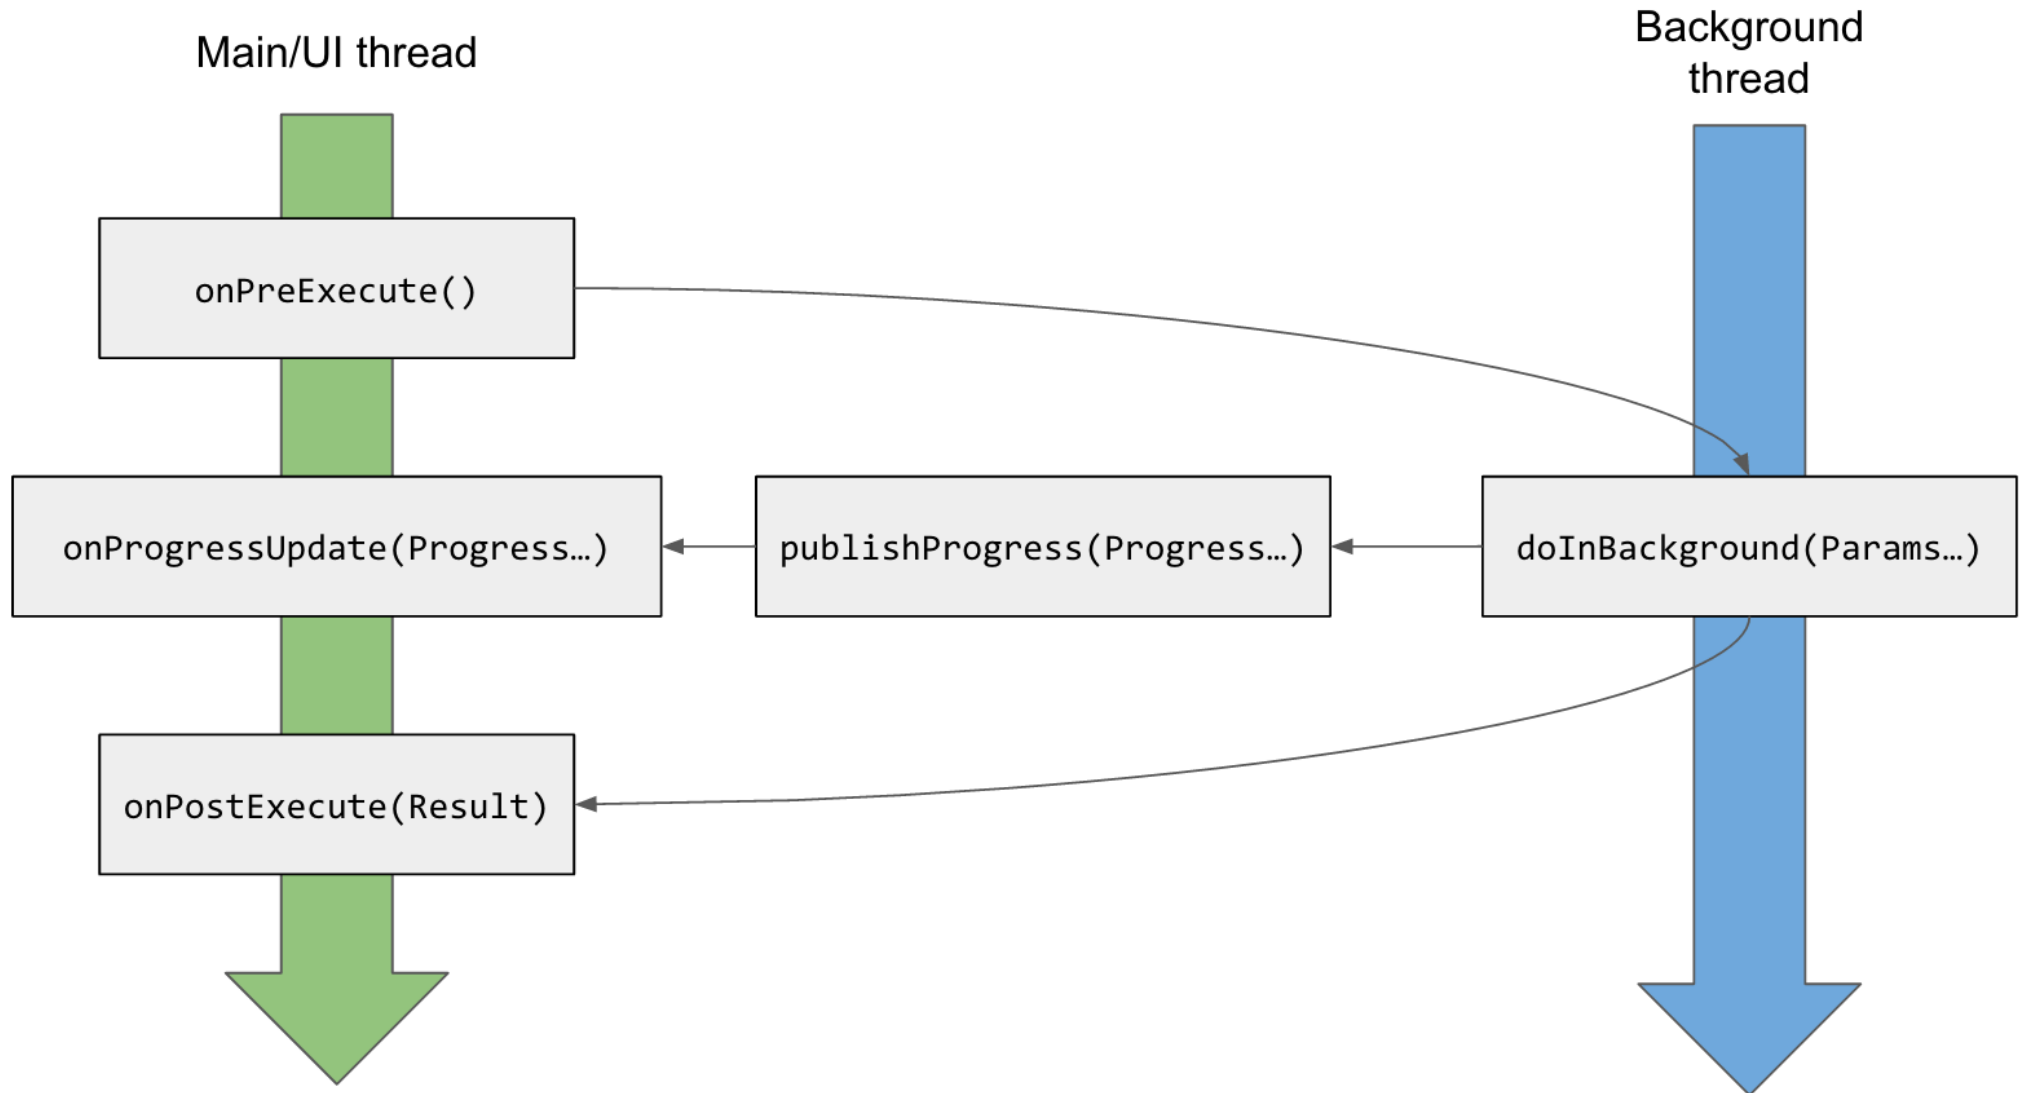 Main/UI thread
Background
thread
onPreExecute()
onProgressUpdate(Progress…)
publishProgress(Progress…)
doInBackground(Params…)
onPostExecute(Result)